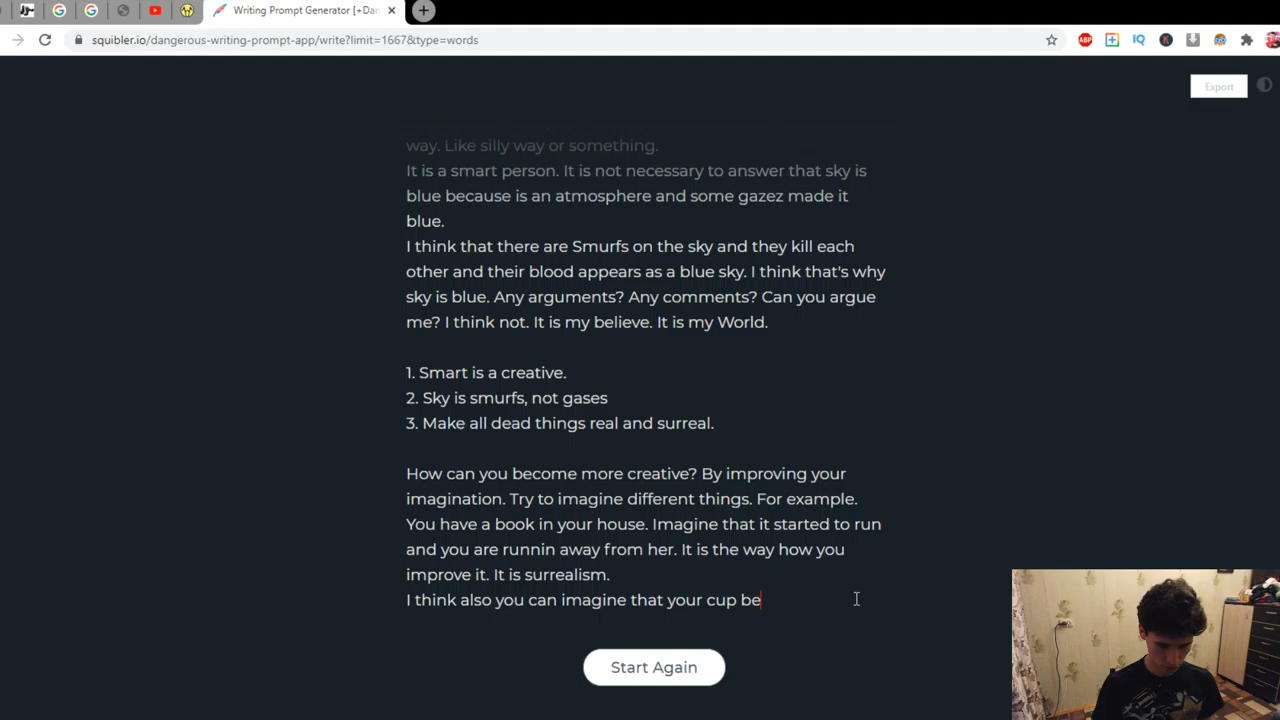 Writing Prompt Generator [+Dan
squibler.io/dangerous-writing-prompt-app/write?limit=1667&type=words
ABP
IQ
K
Export
way. Like silly way or something.
It is a smart person. It is not necessary to answer that sky is
blue because is an atmosphere and some gazez made it
blue.
I think that there are Smurfs on the sky and they kill each
other and their blood appears as a blue sky. I think that's why
sky is blue. Any arguments? Any comments? Can you argue
me? I think not. It is my believe. It is my World.
1. Smart is a creative.
2. Sky is smurfs, not gases
3. Make all dead things real and surreal.
How can you become more creative? By improving your
imagination. Try to imagine different things. For example.
You have a book in your house. Imagine that it started to run
and you are runnin away from her. It is the way how you
improve it. It is surrealism.
I think also you can imagine that your cup be
Start Again